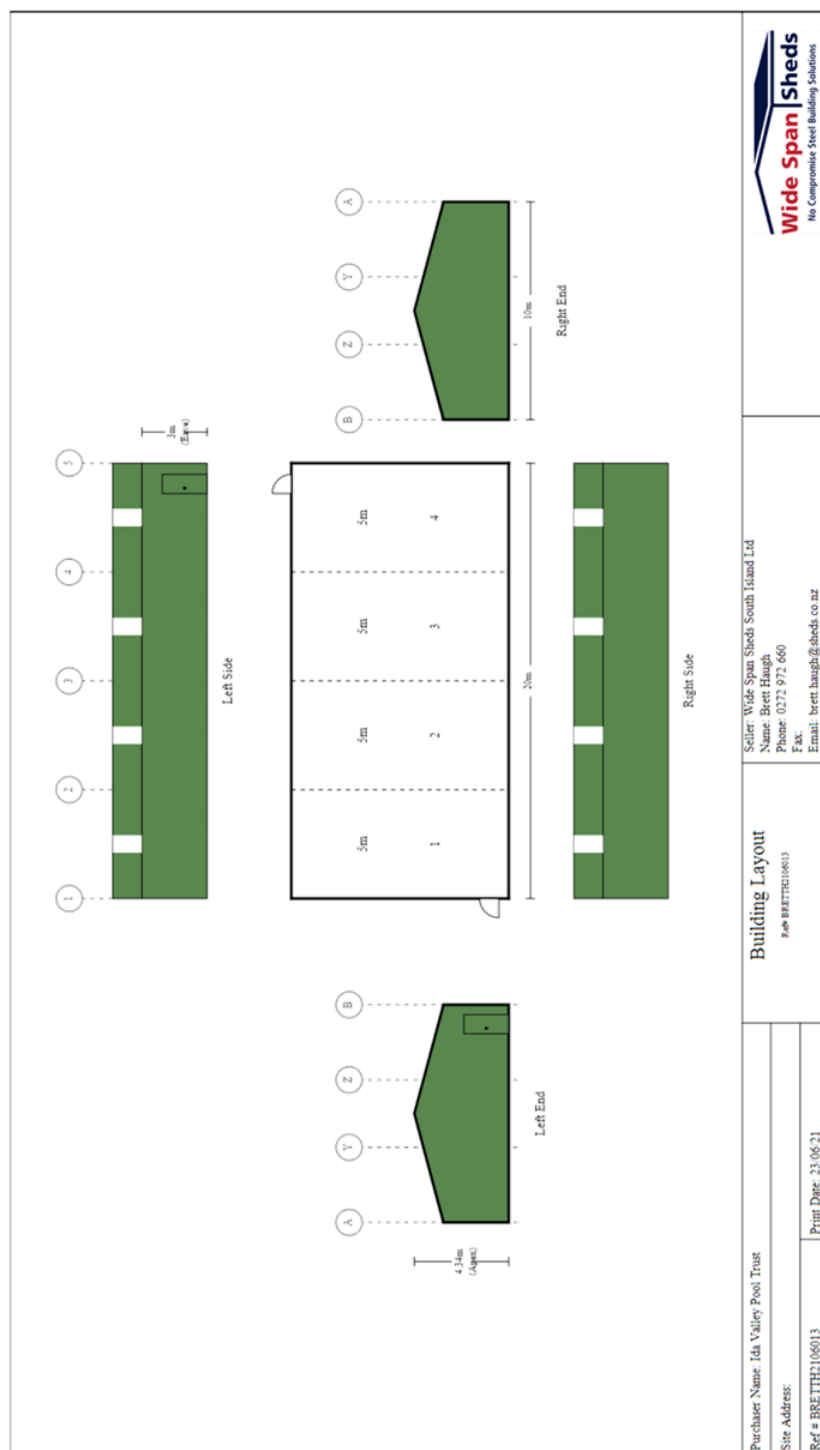 Wide Span Sheds
No Compromise Steel Building Solutions
A
Y
Z
B
10m
Right End
1
2
3
4
5
3m
(Eave)
Left Side
5m
5m
5m
5m
1
2
3
4
20m
Right Side
A
Y
Z
B
4.34m
(Apex)
Left End
Purchaser Name: Ida Valley Pool Trust
Site Address:
Ref # BRETTH2106013
Print Date: 23/06/21
Building Layout
Ref# BRETTH2106013
Seller: Wide Span Sheds South Island Ltd
Name: Brett Haugh
Phone: 0272 972 660
Fax:
Email: brett.haugh@sheds.co.nz